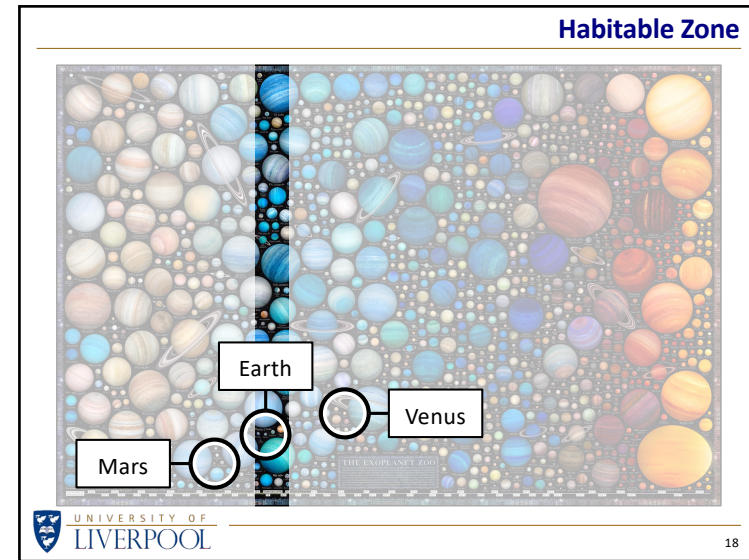 Habitable Zone
Earth
Venus
Mars
THE EXOPLANET ZOO
UNIVERSITY OF
LIVERPOOL
18